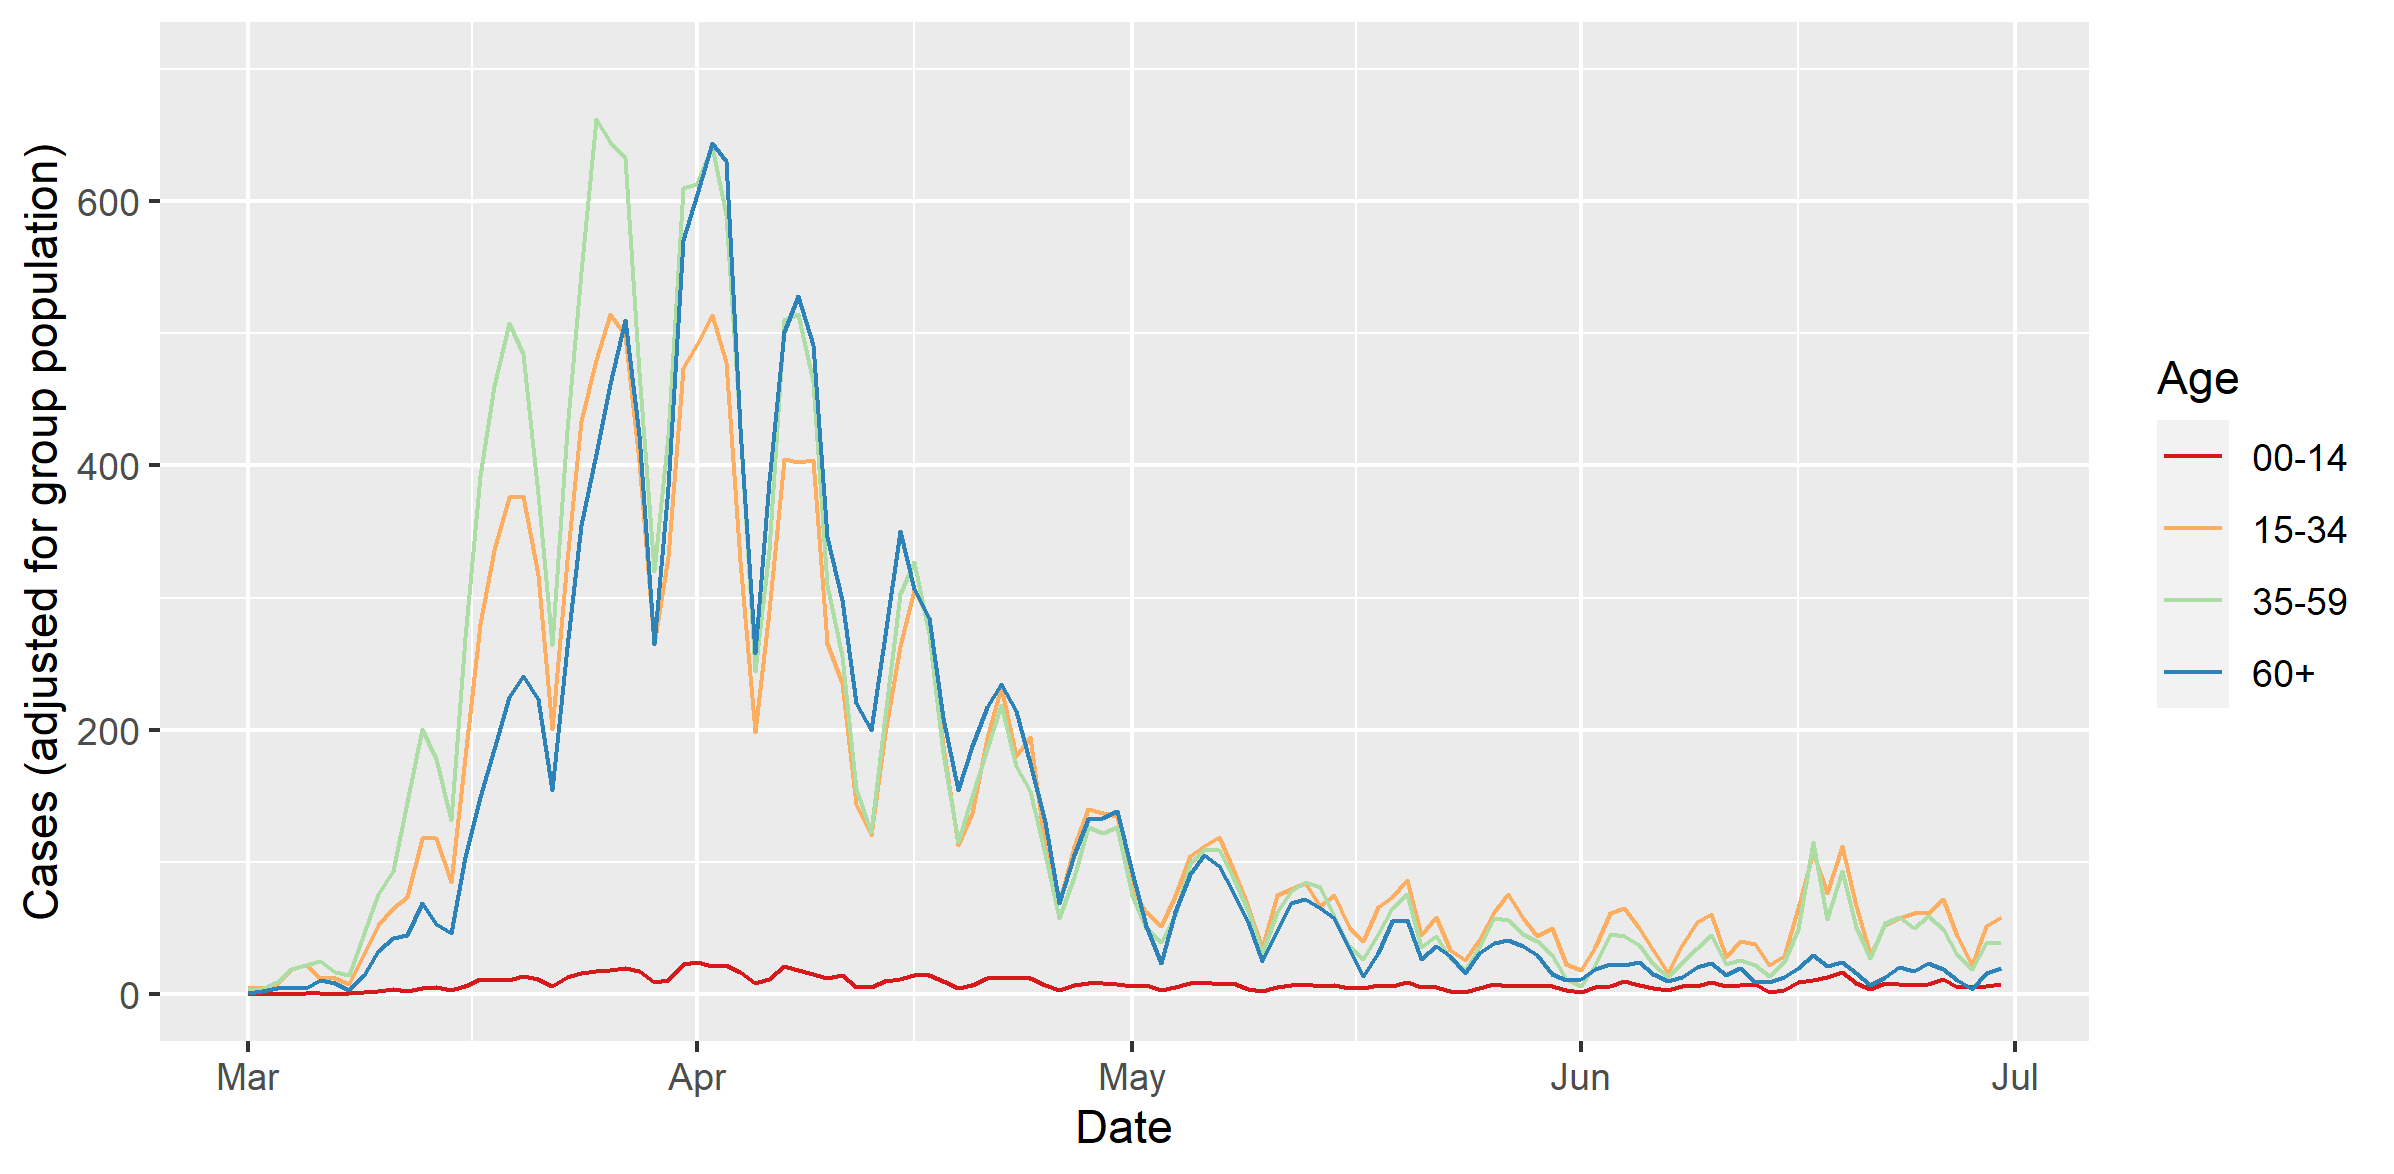 Cases (adjusted for group population)
600
400
200
0
Mar
Apr
May
Jun
Jul
Date
Age
00-14
15-34
35-59
60+